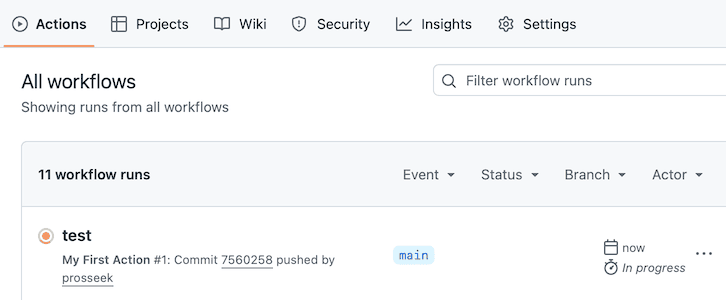 Actions Projects Wiki Security Insights Settings
All workflows
Filter workflow runs
Showing runs from all workflows
11 workflow runs Event Status Branch Actor
test
My First Action #1: Commit 7560258 pushed by
prosseek
main
now
In progress